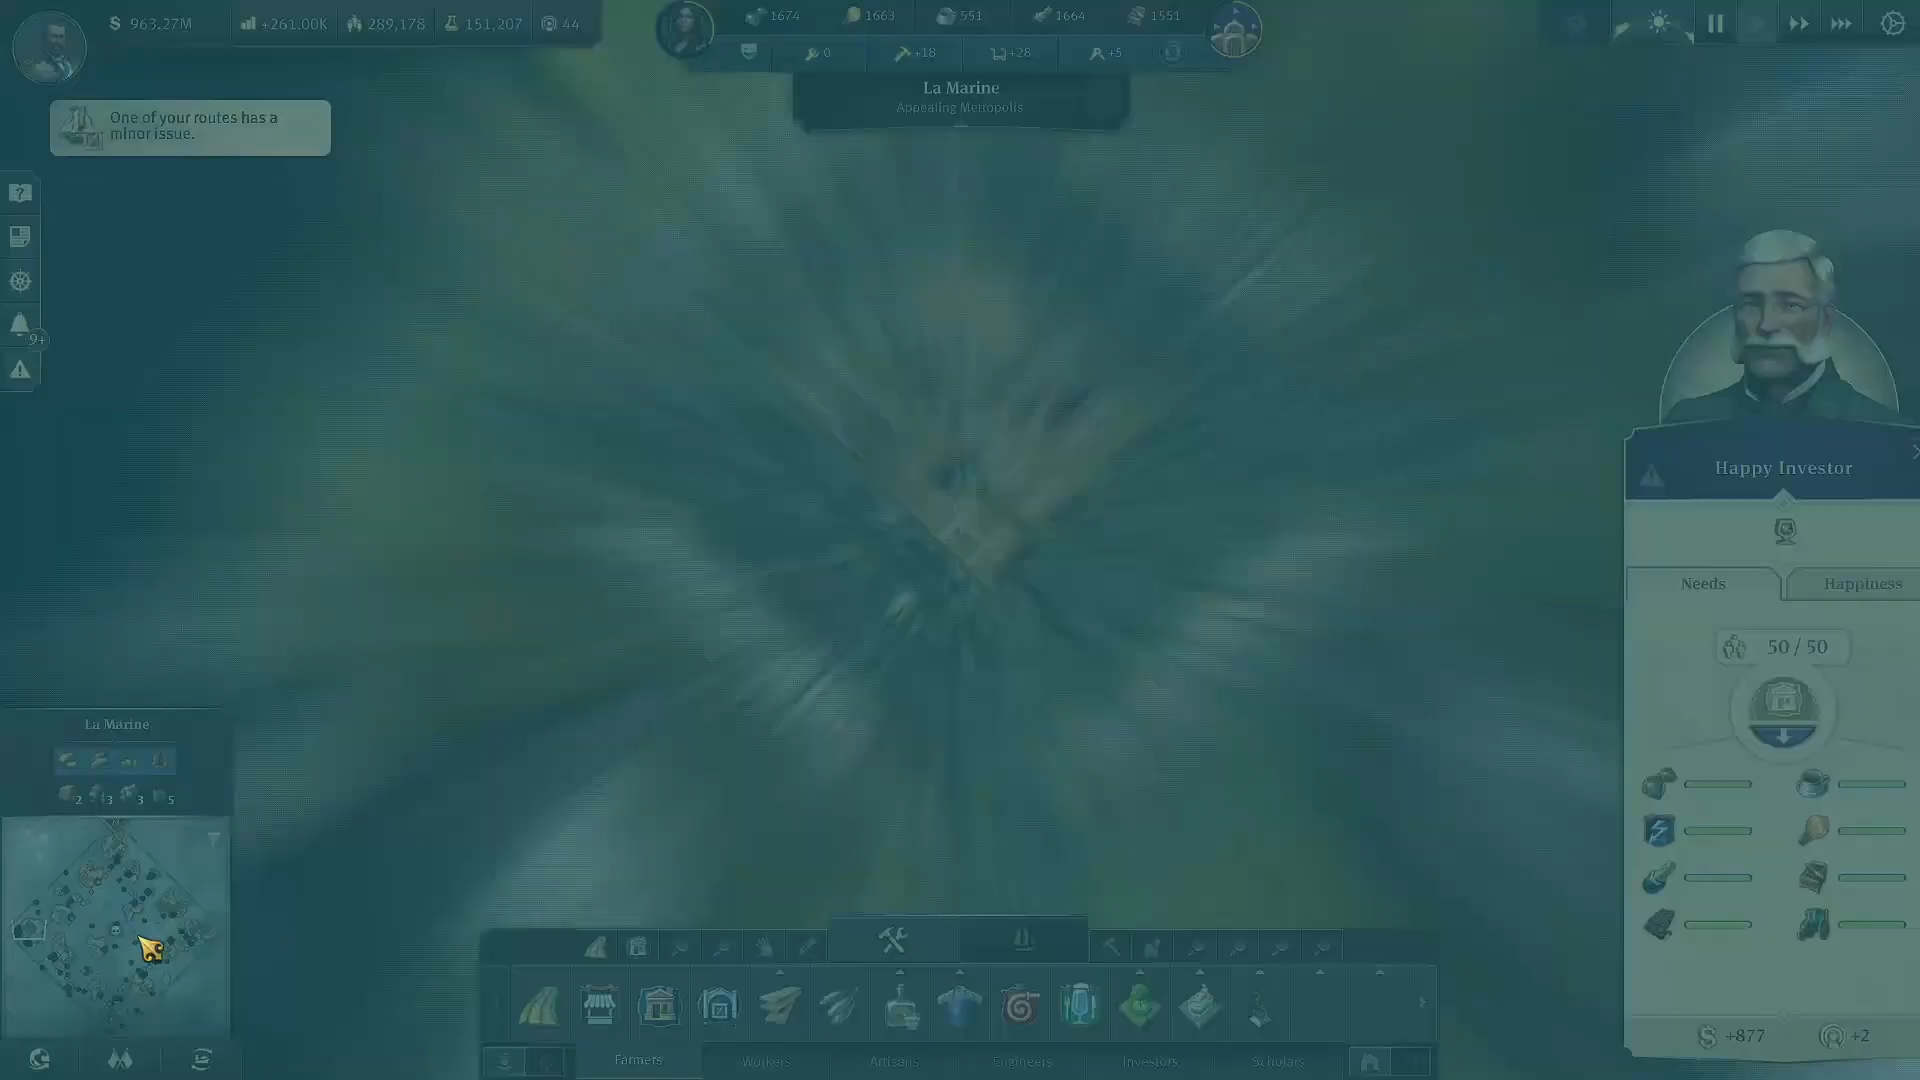 963.27M
+261.00K
289,178
151,207
44
1674
1663
551
1664
1551
0
+18
+28
+5
La Marine
Appealing Metropolis
One of your routes has a
minor issue.
9+
Happy Investor
Needs
Happiness
50 / 50
La Marine
2
3
3
5
+877
+2
Farmers
Workers
Artisans
Engineers
Investors
Scholars